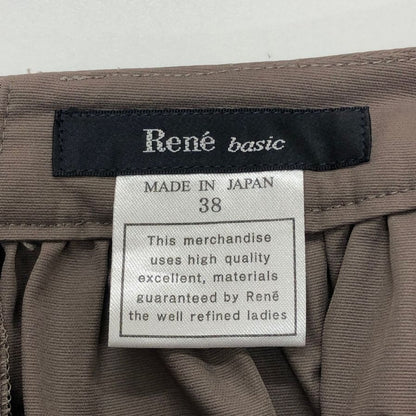 René basic
MADE IN JAPAN
38
This merchandise
uses high quality
excellent, materials
guaranteed by René
the well refined ladies